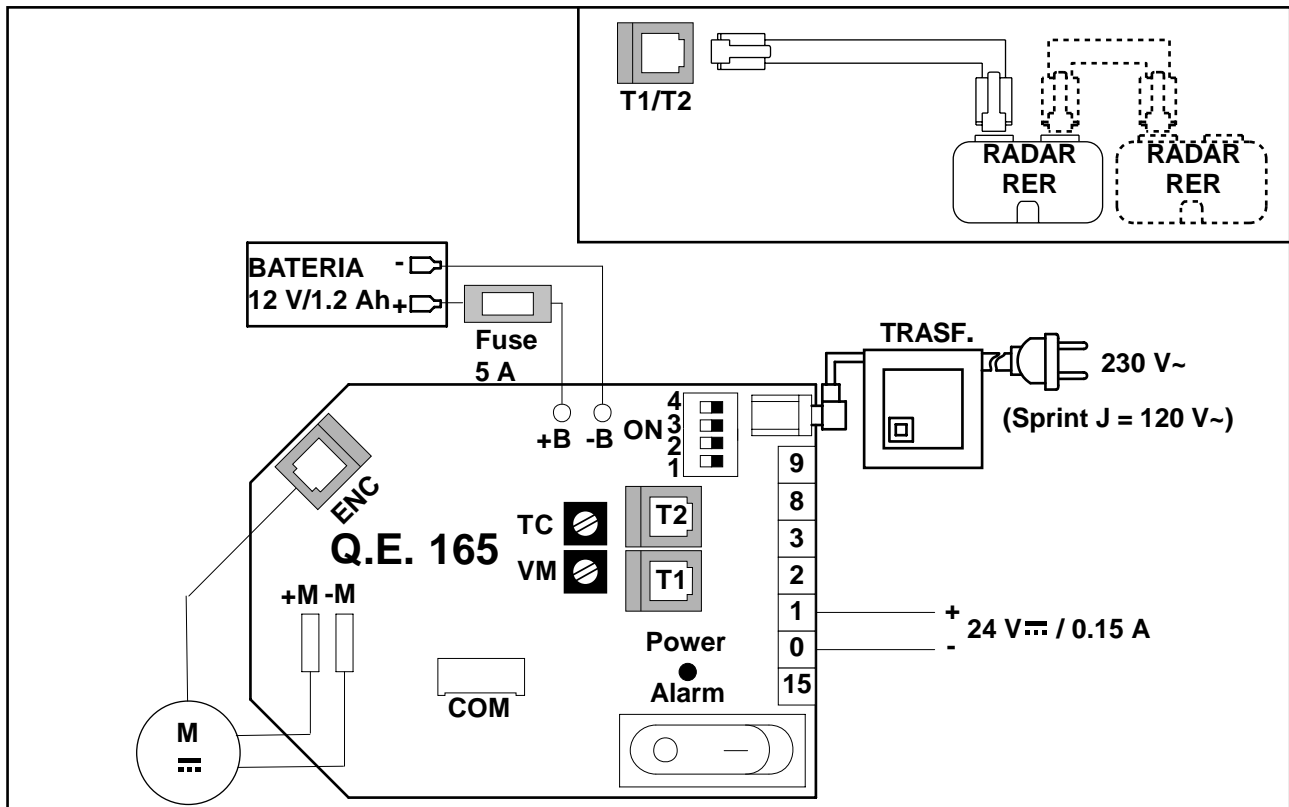 T1/T2
RADAR
RER
RADAR
RER
BATERIA -
12 V/1.2 Ah +
Fuse
5 A
TRASF.
230 V~
(Sprint J = 120 V~)
+B -B ON
4
3
2
1
ENC
Q.E. 165
TC
VM
T2
T1
9
8
3
2
1
0
15
+
24 V⎓ / 0.15 A
-
+M -M
Power
Alarm
COM
M